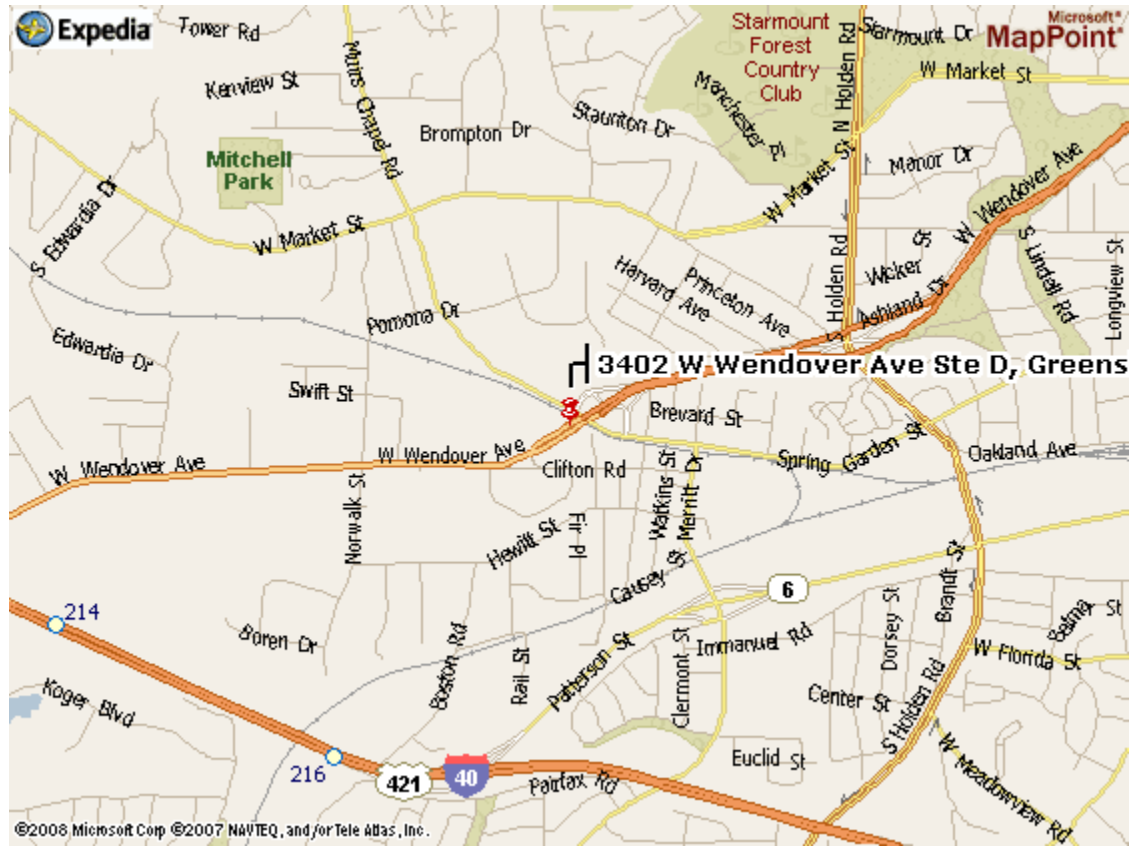 Expedia
Tower Rd
Muirs Chapel Rd
Starmount
Forest
Country
Club
N Holden Rd
Starmount Dr
Microsoft®
MapPoint®
W Market St
Kenview St
Brompton Dr
Staunton Dr
Manchester Pl
Mitchell
Park
W Market St
Manor Dr
W Wendover Ave
S Edwardia Dr
W Market St
Harvard Ave
Princeton Ave
S Holden Rd
Wicker St
Ashland Dr
S Lindell Rd
Longview St
Pomona Dr
Edwardia Dr
3402 W Wendover Ave Ste D, Greens
Swift St
Brevard St
W Wendover Ave
W Wendover Ave
Clifton Rd
Spring Garden St
Oakland Ave
Norwalk St
Hewitt St
Fir Pl
Watkins St
Merritt Dr
Causey St
6
Brandt St
214
Boren Dr
Boston Rd
Rail St
Patterson St
Clermont St
Immanuel Rd
Dorsey St
Selmar St
W Florida St
Koger Blvd
Center St
S Holden Rd
216
421
40
Fairfax Rd
Euclid St
W Meadowview Rd
©2008 Microsoft Corp ©2007 NAVTEQ, and/or Tele Atlas, Inc.